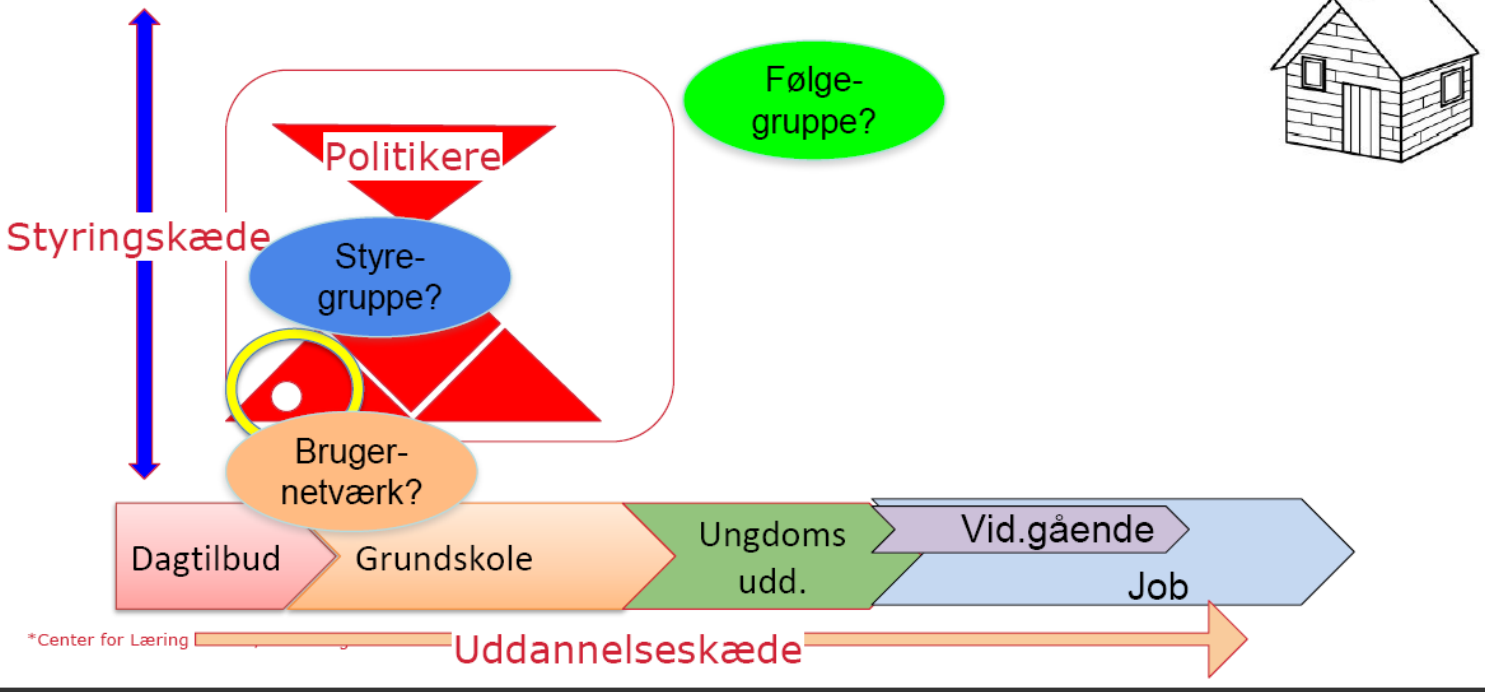 Følge-
gruppe?
Politikere
Styringskæde
Styre-
gruppe?
Bruger-
netværk?
Dagtilbud
Grundskole
Ungdoms
udd.
Vid.gående
Job
*Center for Læring
Uddannelseskæde